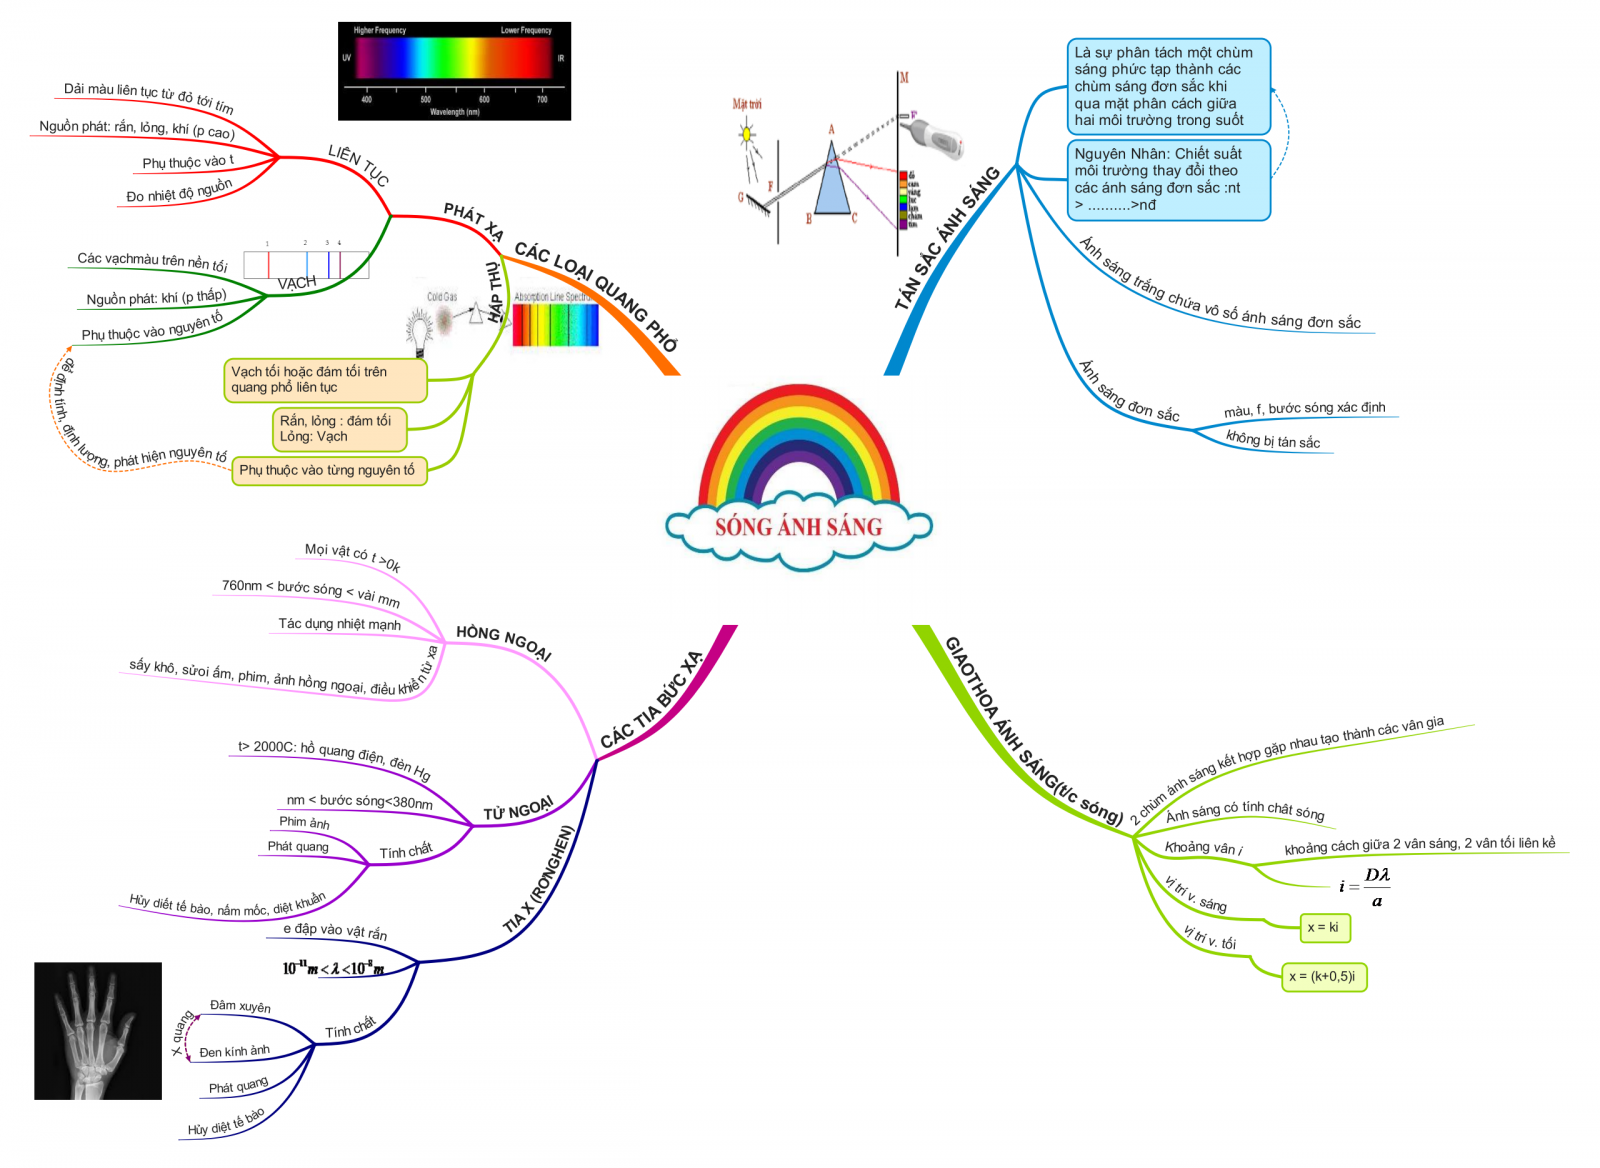 Higher Frequency
Lower Frequency
UV
IR
400
500
600
700
Wavelength (nm)
Dải màu liên tục từ đỏ tới tím
Nguồn phát: rắn, lỏng, khí (p cao)
Phụ thuộc vào t
Đo nhiệt độ nguồn
LIÊN TỤC
PHÁT XẠ
CÁC LOẠI QUANG PHỔ
Các vạchmàu trên nền tối
Nguồn phát: khí (p thấp)
Phụ thuộc vào nguyên tố
VẠCH
1
2
3
4
HẤP THỤ
Cold Gas
Absorption Line Spectru
Vạch tối hoặc đám tối trên
quang phổ liên tục
Rắn, lỏng : đám tối
Lỏng: Vạch
Phụ thuộc vào từng nguyên tố
để định tính, định lượng, phát hiện nguyên tố
Mặt trời
G
F
A
B
C
M
F'
đỏ
cam
vàng
lục
lam
chàm
tím
TÁN SẮC ÁNH SÁNG
Là sự phân tách một chùm
sáng phức tạp thành các
chùm sáng đơn sắc khi
qua mặt phân cách giữa
hai môi trường trong suốt
Nguyên Nhân: Chiết suất
môi trường thay đổi theo
các ánh sáng đơn sắc :nt
> ..........>nđ
Ánh sáng trắng chứa vô số ánh sáng đơn sắc
Ánh sáng đơn sắc
màu, f, bước sóng xác định
không bị tán sắc
SÓNG ÁNH SÁNG
Mọi vật có t >0k
760nm < bước sóng < vài mm
Tác dụng nhiệt mạnh
sấy khô, sửơi ấm, phim, ảnh hồng ngoại, điều khiển từ xa
HỒNG NGOẠI
CÁC TIA BỨC XẠ
t> 2000C: hồ quang điện, đèn Hg
nm < bước sóng<380nm
TỬ NGOẠI
Phim ảnh
Phát quang
Tính chất
Hủy diết tế bào, nấm mốc, diệt khuẩn
TIA X (RƠNGHEN)
e đập vào vật rắn
10⁻¹¹m < λ <10⁻⁸m
Đâm xuyên
X quang
Đen kính ảnh
Tính chất
Phát quang
Hủy diệt tế bào
GIAOTHOA ÁNH SÁNG(t/c sóng)
2 chùm ánh sáng kết hợp gặp nhau tạo thành các vân gia
Ánh sáng có tính chât sóng
Khoảng vân i
khoảng cách giữa 2 vân sáng, 2 vân tối liên kề
i = Dλ/a
vị trí v. sáng
x = ki
vị trí v. tối
x = (k+0,5)i